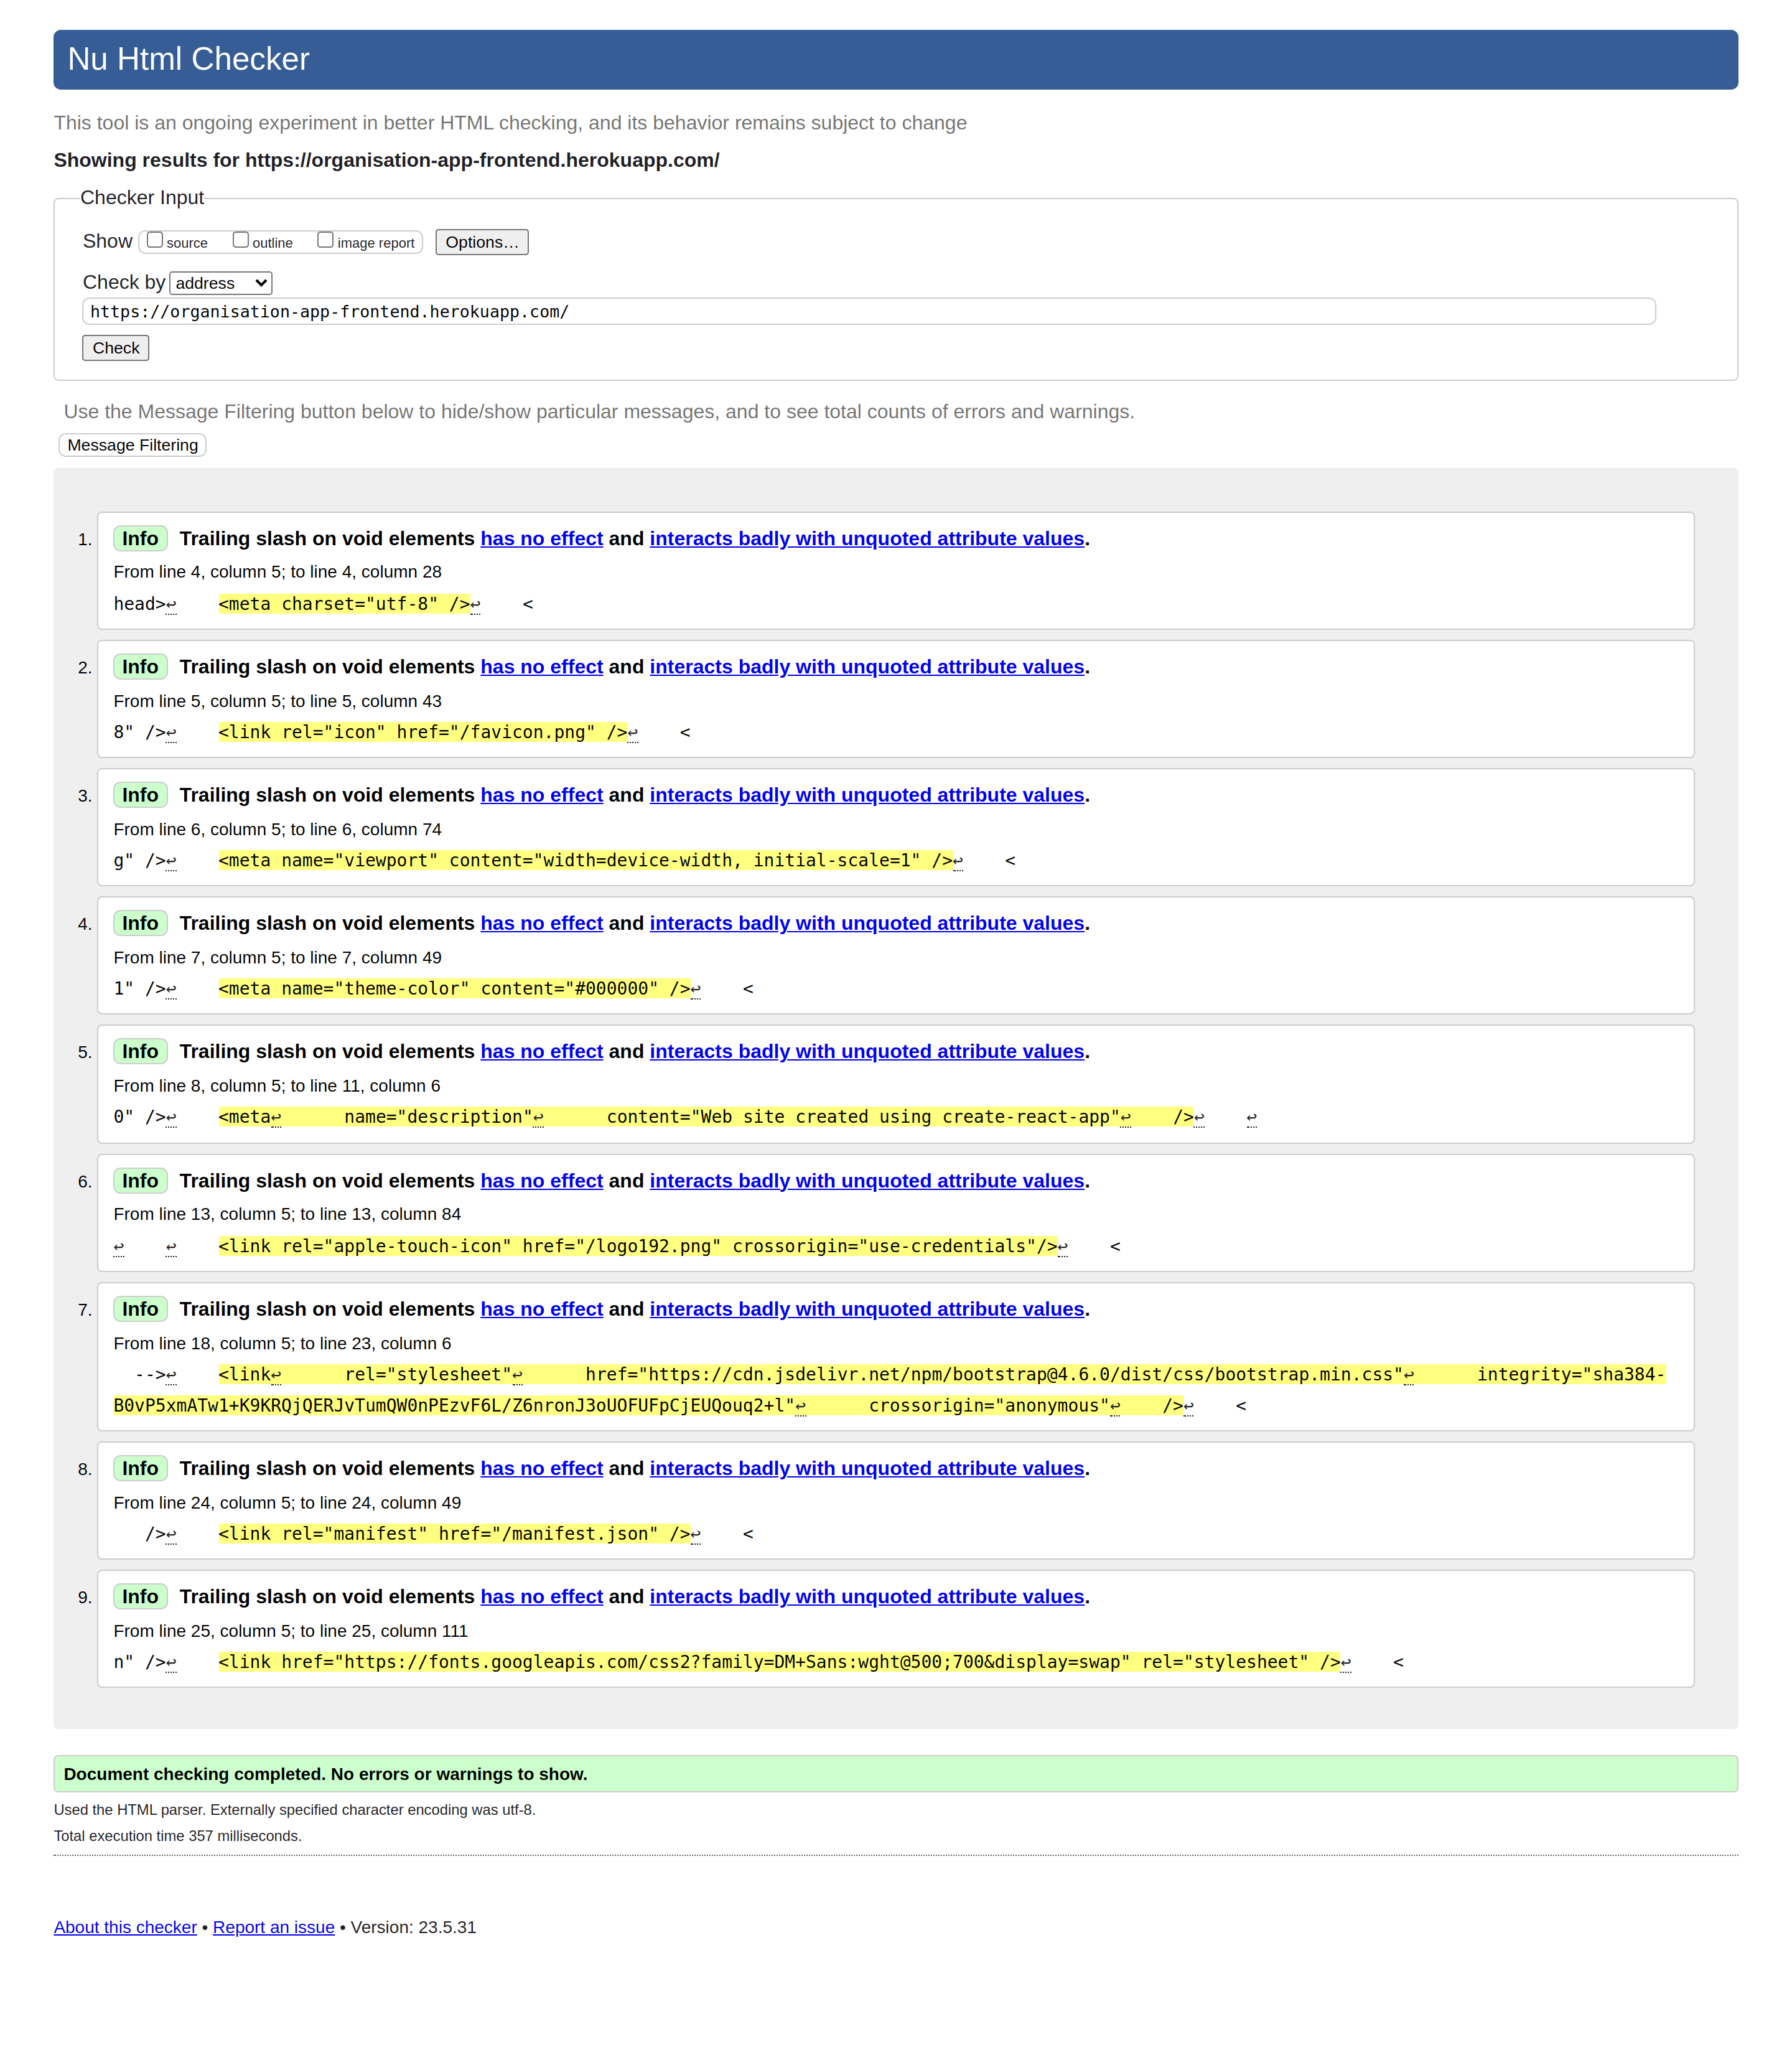 Nu Html Checker
This tool is an ongoing experiment in better HTML checking, and its behavior remains subject to change
Showing results for https://organisation-app-frontend.herokuapp.com/
Checker Input
Show source outline image report Options…
Check by address
https://organisation-app-frontend.herokuapp.com/
Check
Use the Message Filtering button below to hide/show particular messages, and to see total counts of errors and warnings.
Message Filtering
1. Info Trailing slash on void elements has no effect and interacts badly with unquoted attribute values.
From line 4, column 5; to line 4, column 28
head>↩    <meta charset="utf-8" />↩    <
2. Info Trailing slash on void elements has no effect and interacts badly with unquoted attribute values.
From line 5, column 5; to line 5, column 43
8" />↩    <link rel="icon" href="/favicon.png" />↩    <
3. Info Trailing slash on void elements has no effect and interacts badly with unquoted attribute values.
From line 6, column 5; to line 6, column 74
g" />↩    <meta name="viewport" content="width=device-width, initial-scale=1" />↩    <
4. Info Trailing slash on void elements has no effect and interacts badly with unquoted attribute values.
From line 7, column 5; to line 7, column 49
1" />↩    <meta name="theme-color" content="#000000" />↩    <
5. Info Trailing slash on void elements has no effect and interacts badly with unquoted attribute values.
From line 8, column 5; to line 11, column 6
0" />↩    <meta↩      name="description"↩      content="Web site created using create-react-app"↩    />↩    ↩
6. Info Trailing slash on void elements has no effect and interacts badly with unquoted attribute values.
From line 13, column 5; to line 13, column 84
↩    ↩    <link rel="apple-touch-icon" href="/logo192.png" crossorigin="use-credentials"/>↩    <
7. Info Trailing slash on void elements has no effect and interacts badly with unquoted attribute values.
From line 18, column 5; to line 23, column 6
-->↩    <link↩      rel="stylesheet"↩      href="https://cdn.jsdelivr.net/npm/bootstrap@4.6.0/dist/css/bootstrap.min.css"↩      integrity="sha384-
B0vP5xmATw1+K9KRQjQERJvTumQW0nPEzvF6L/Z6nronJ3oUOFUFpCjEUQouq2+l"↩      crossorigin="anonymous"↩    />↩    <
8. Info Trailing slash on void elements has no effect and interacts badly with unquoted attribute values.
From line 24, column 5; to line 24, column 49
/>↩    <link rel="manifest" href="/manifest.json" />↩    <
9. Info Trailing slash on void elements has no effect and interacts badly with unquoted attribute values.
From line 25, column 5; to line 25, column 111
n" />↩    <link href="https://fonts.googleapis.com/css2?family=DM+Sans:wght@500;700&display=swap" rel="stylesheet" />↩    <
Document checking completed. No errors or warnings to show.
Used the HTML parser. Externally specified character encoding was utf-8.
Total execution time 357 milliseconds.
About this checker • Report an issue • Version: 23.5.31